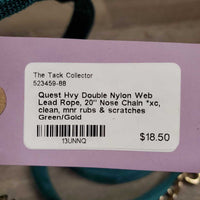 The Tack Collector
523459-88
Quest Hvy Double Nylon Web
Lead Rope, 20" Nose Chain *xc,
clean, mnr rubs & scratches
Green/Gold
13UNNQ
$18.50